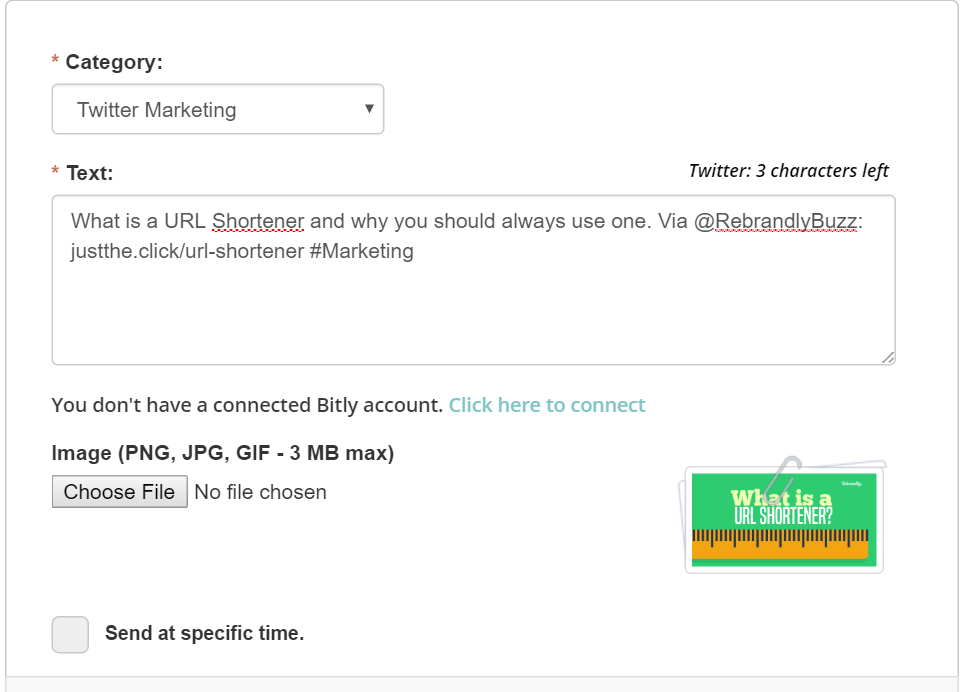 * Category:
Twitter Marketing
* Text:
Twitter: 3 characters left
What is a URL Shortener and why you should always use one. Via @RebrandlyBuzz:
justthe.click/url-shortener #Marketing
You don't have a connected Bitly account. Click here to connect
Image (PNG, JPG, GIF - 3 MB max)
Choose File No file chosen
What is a
URL SHORTENER?
Send at specific time.